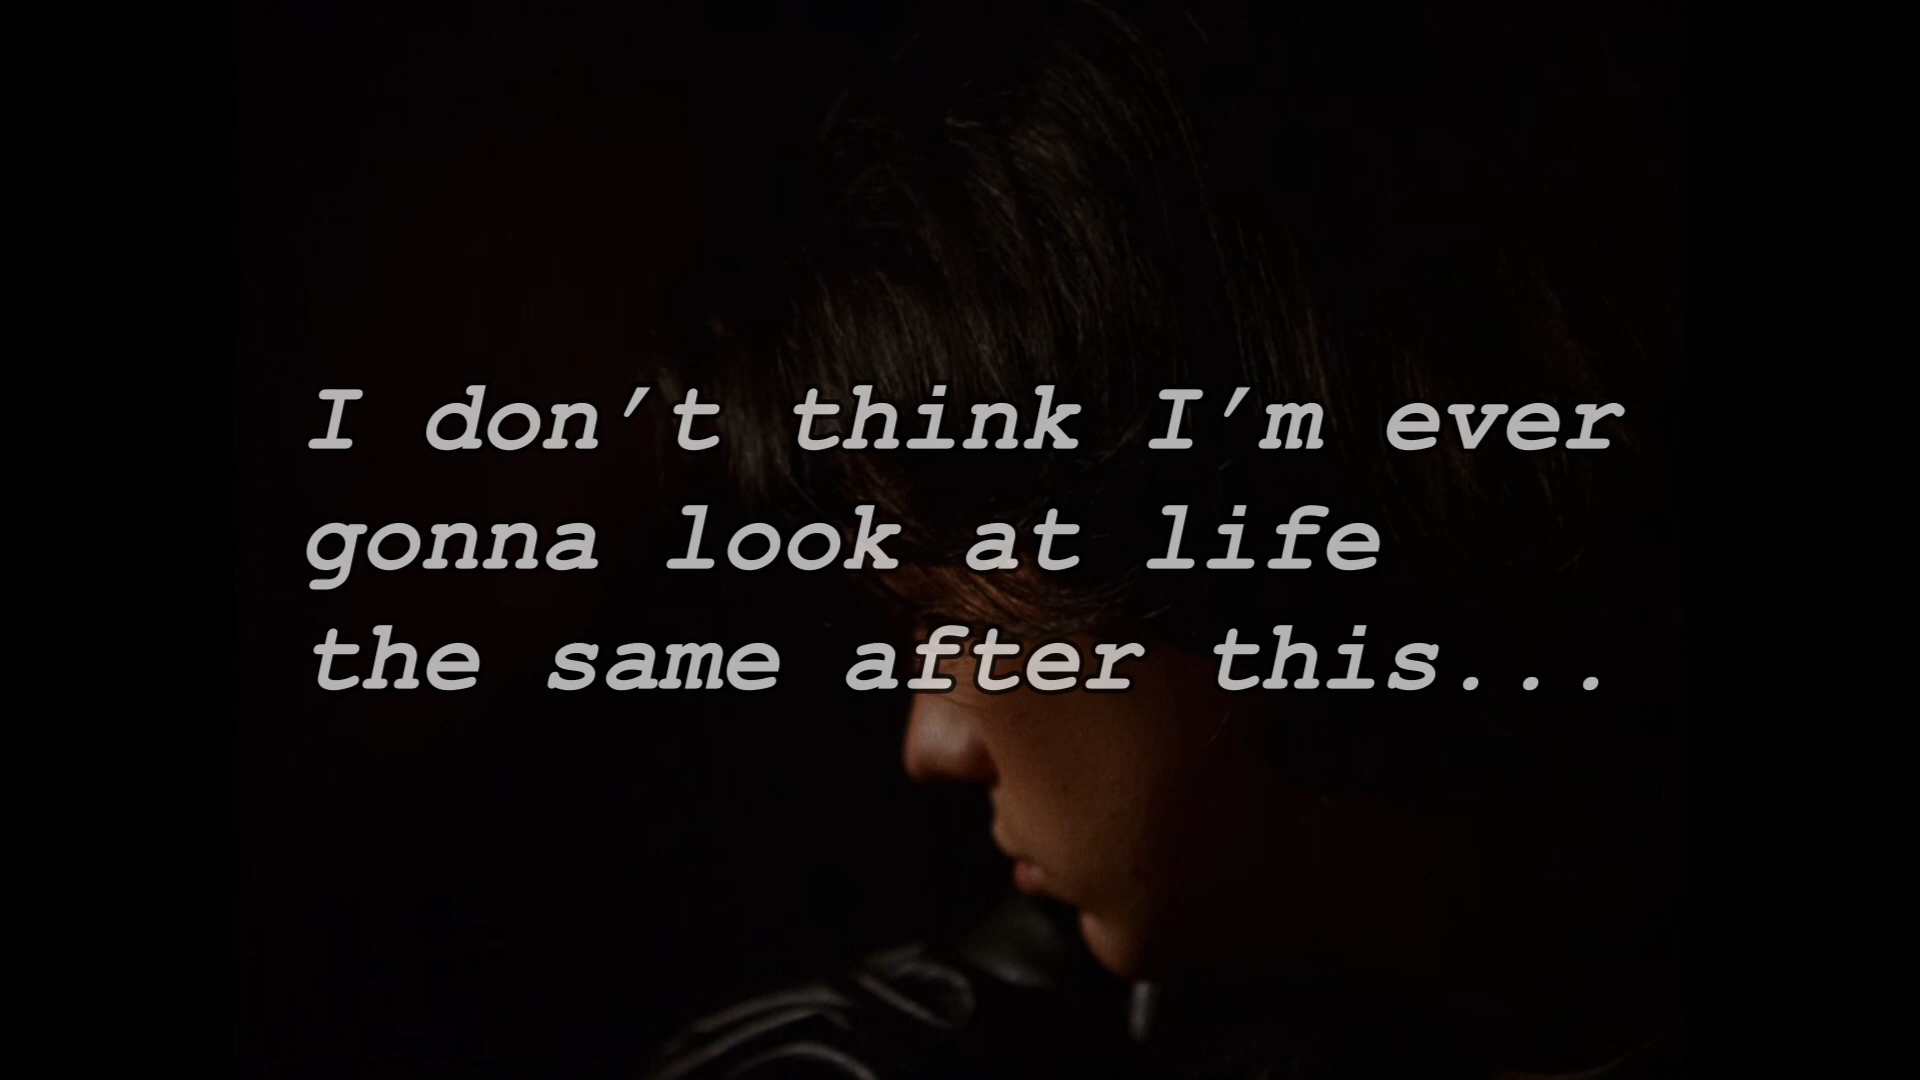 I don’t think I’m ever
gonna look at life
the same after this...